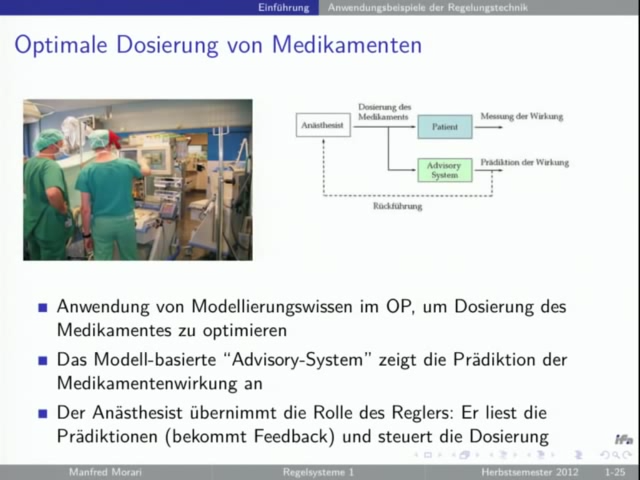 Einführung Anwendungsbeispiele der Regelungstechnik
Optimale Dosierung von Medikamenten
Dosierung des
Medikaments
Anästhesist
Patient
Messung der Wirkung
Advisory
System
Prädiktion der Wirkung
Rückführung
Anwendung von Modellierungswissen im OP, um Dosierung des
Medikamentes zu optimieren
Das Modell-basierte “Advisory-System” zeigt die Prädiktion der
Medikamentenwirkung an
Der Anästhesist übernimmt die Rolle des Reglers: Er liest die
Prädiktionen (bekommt Feedback) und steuert die Dosierung
ifa
Manfred Morari Regelsysteme 1 Herbstsemester 2012 1-25